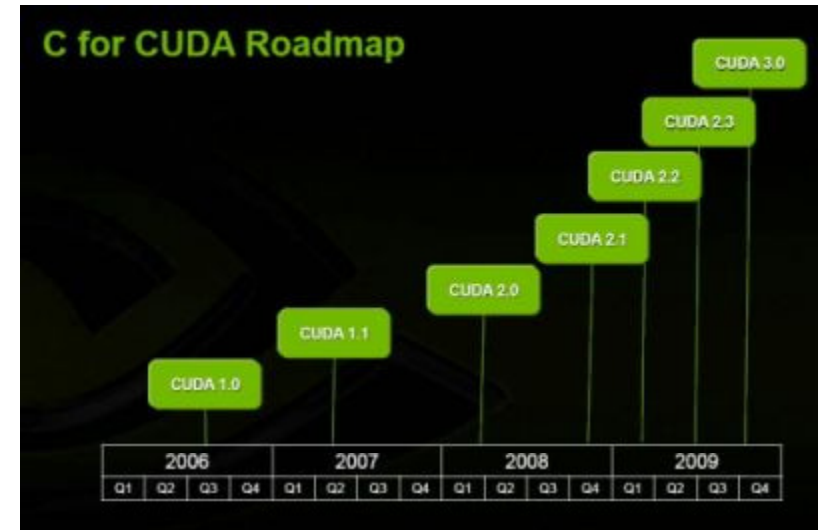 C for CUDA Roadmap
CUDA 3.0
CUDA 2.3
CUDA 2.2
CUDA 2.1
CUDA 2.0
CUDA 1.1
CUDA 1.0
2006 2007 2008 2009
Q1 Q2 Q3 Q4 Q1 Q2 Q3 Q4 Q1 Q2 Q3 Q4 Q1 Q2 Q3 Q4